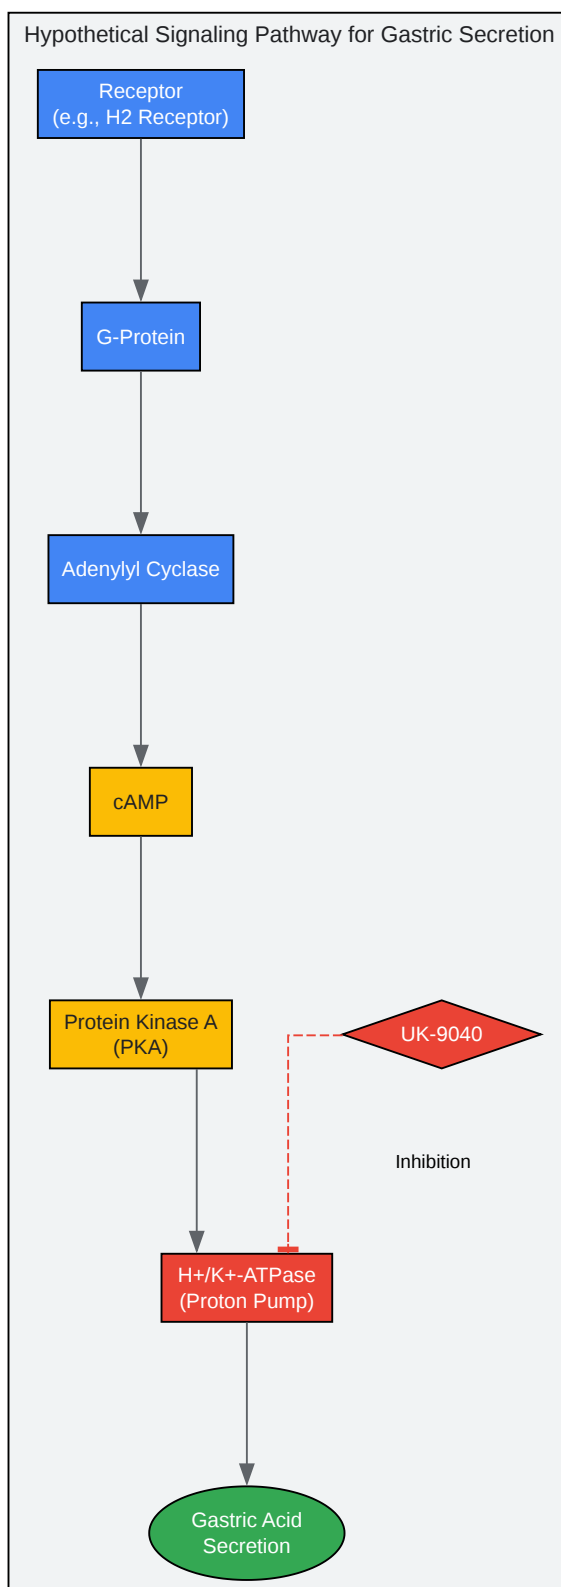 Hypothetical Signaling Pathway for Gastric Secretion
Receptor
(e.g., H2 Receptor)
G-Protein
Adenylyl Cyclase
cAMP
Protein Kinase A
(PKA)
UK-9040
Inhibition
H+/K+-ATPase
(Proton Pump)
Gastric Acid
Secretion